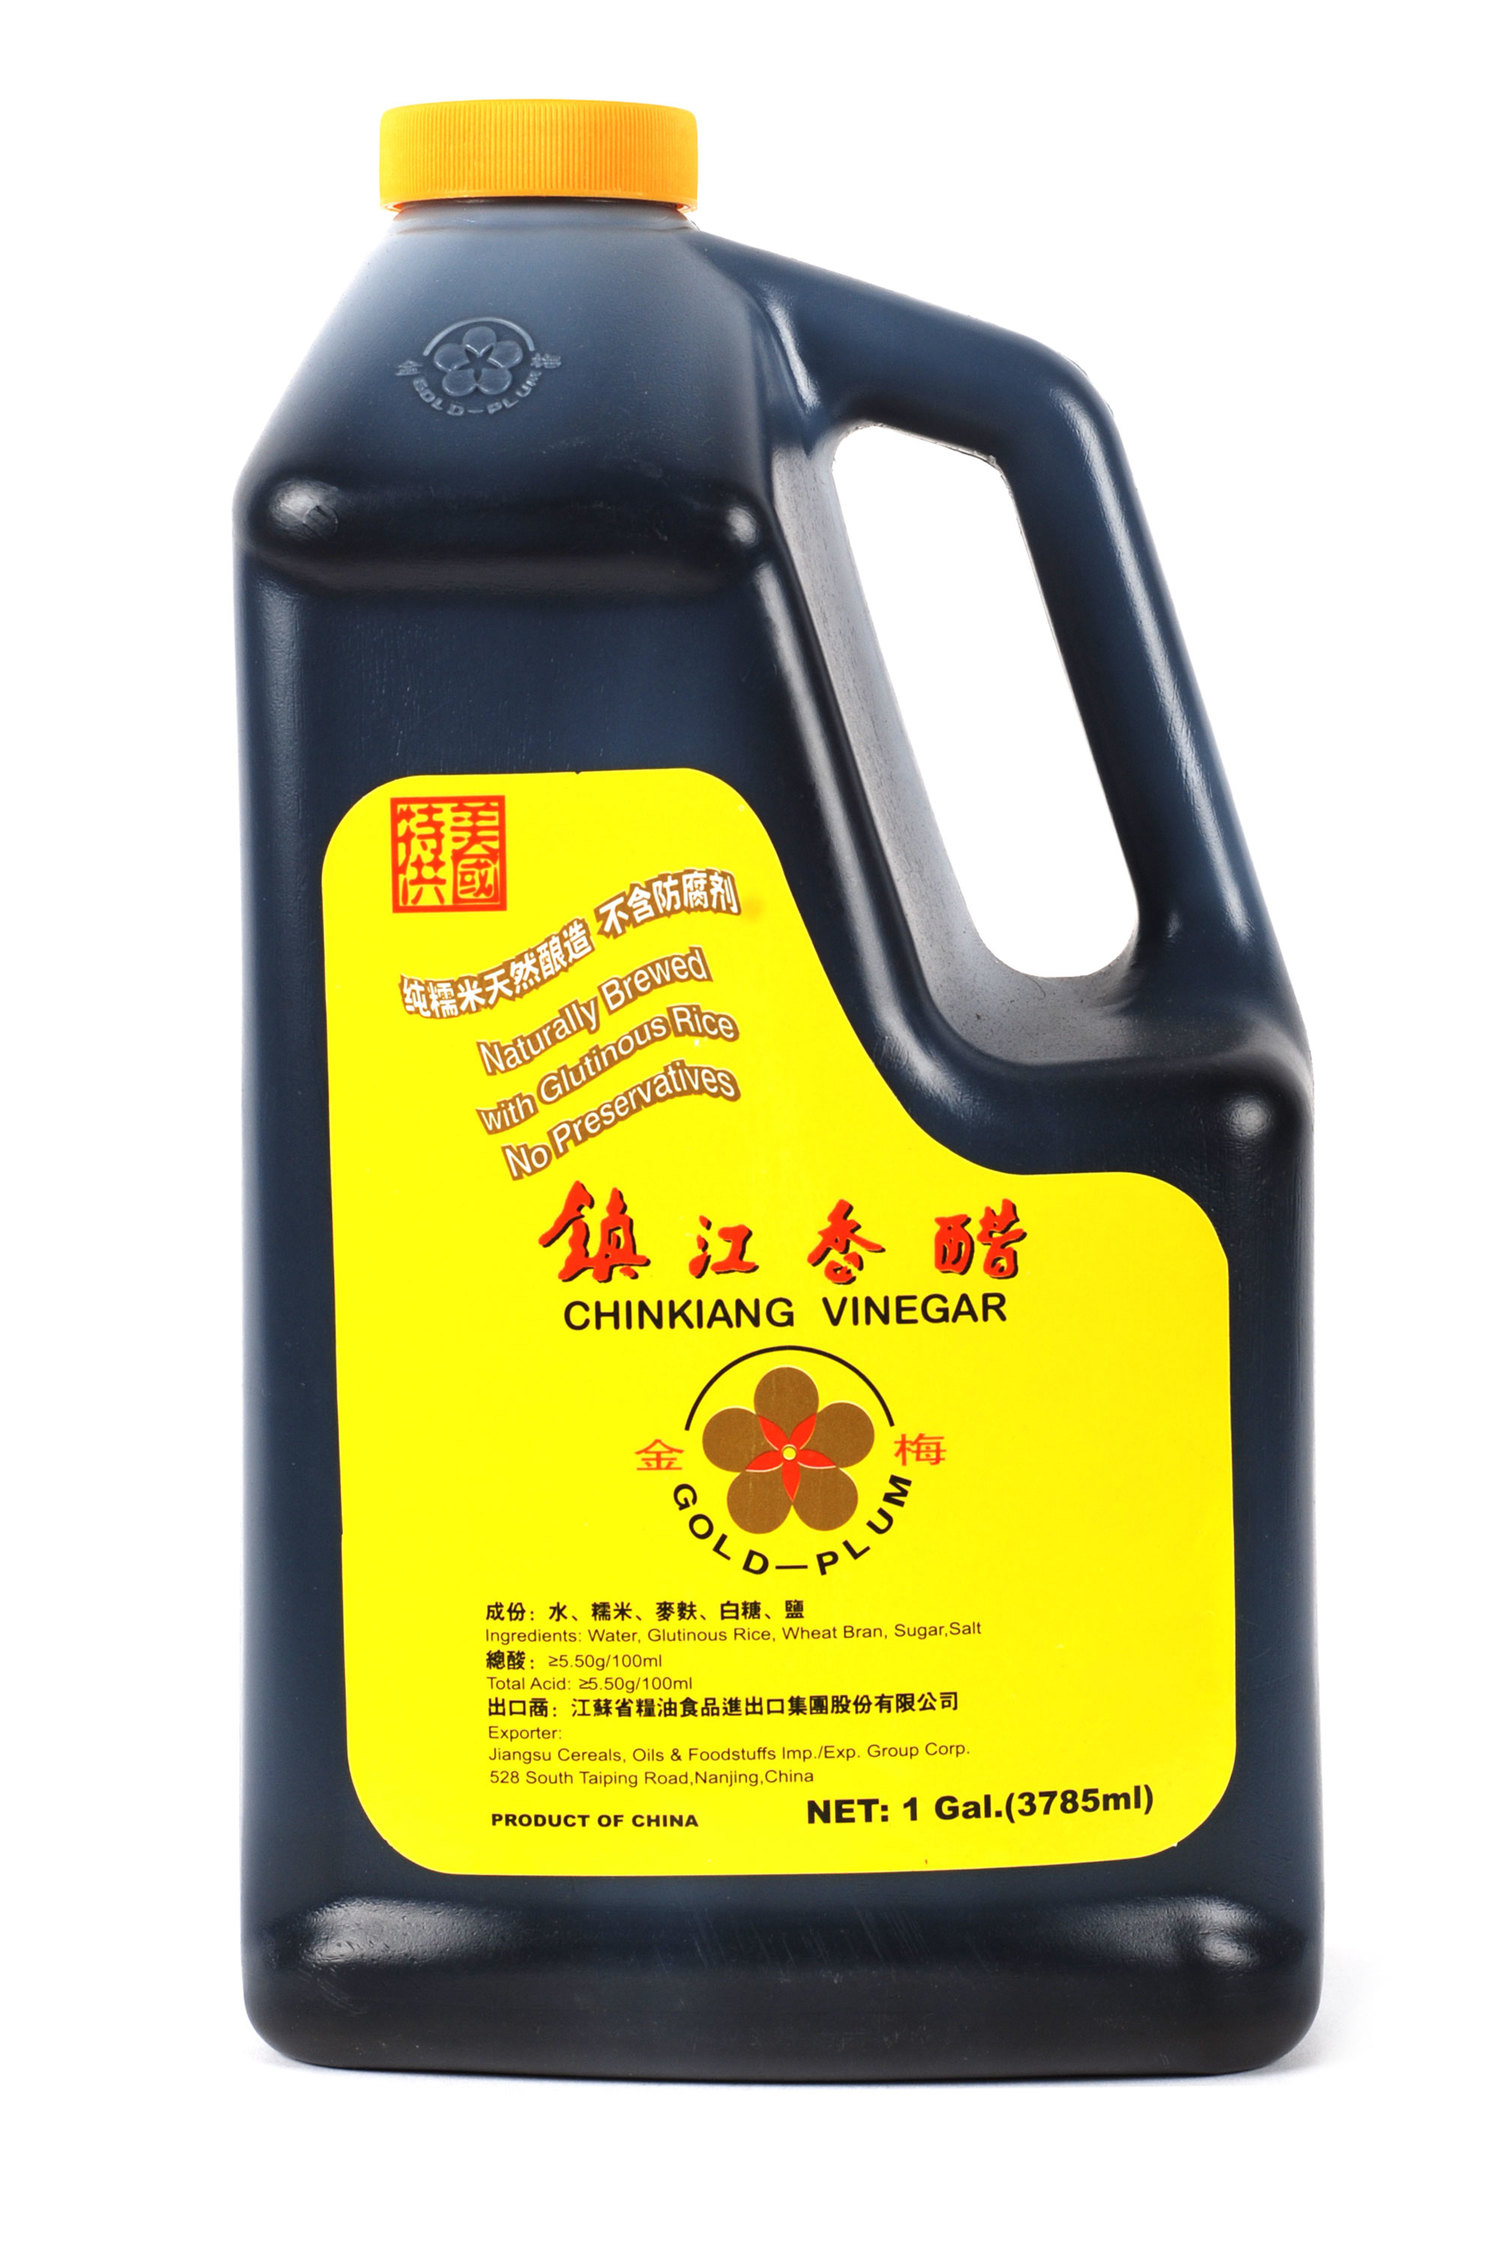 GOLD-PLUM
美國
特供
纯糯米天然酿造 不含防腐剂
Naturally Brewed
with Glutinous Rice
No Preservatives
鎮江香醋
CHINKIANG VINEGAR
金 梅
GOLD-PLUM
成份：水、糯米、麥麩、白糖、鹽
Ingredients: Water, Glutinous Rice, Wheat Bran, Sugar,Salt
總酸：≥5.50g/100ml
Total Acid: ≥5.50g/100ml
出口商：江蘇省糧油食品進出口集團股份有限公司
Exporter:
Jiangsu Cereals, Oils & Foodstuffs Imp./Exp. Group Corp.
528 South Taiping Road,Nanjing,China
PRODUCT OF CHINA
NET: 1 Gal.(3785ml)